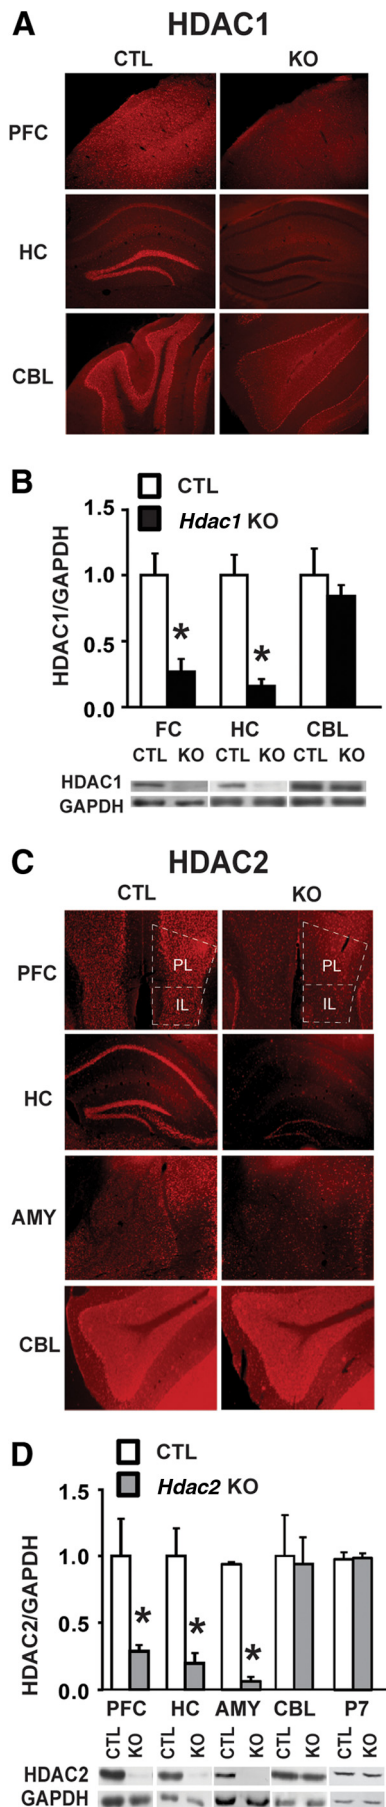 A HDAC1
CTL KO
PFC
HC
CBL
B
CTL
Hdac1 KO
HDAC1/GAPDH
1.5
1.0
0.5
0.0
* *
FC HC CBL
CTL KO CTL KO CTL KO
HDAC1
GAPDH
C HDAC2
CTL KO
PFC
PL PL
IL IL
HC
AMY
CBL
D
CTL
Hdac2 KO
HDAC2/GAPDH
1.5
1.0
0.5
0.0
* * *
PFC HC AMY CBL P7
CTL KO CTL KO CTL KO CTL KO CTL KO
HDAC2
GAPDH